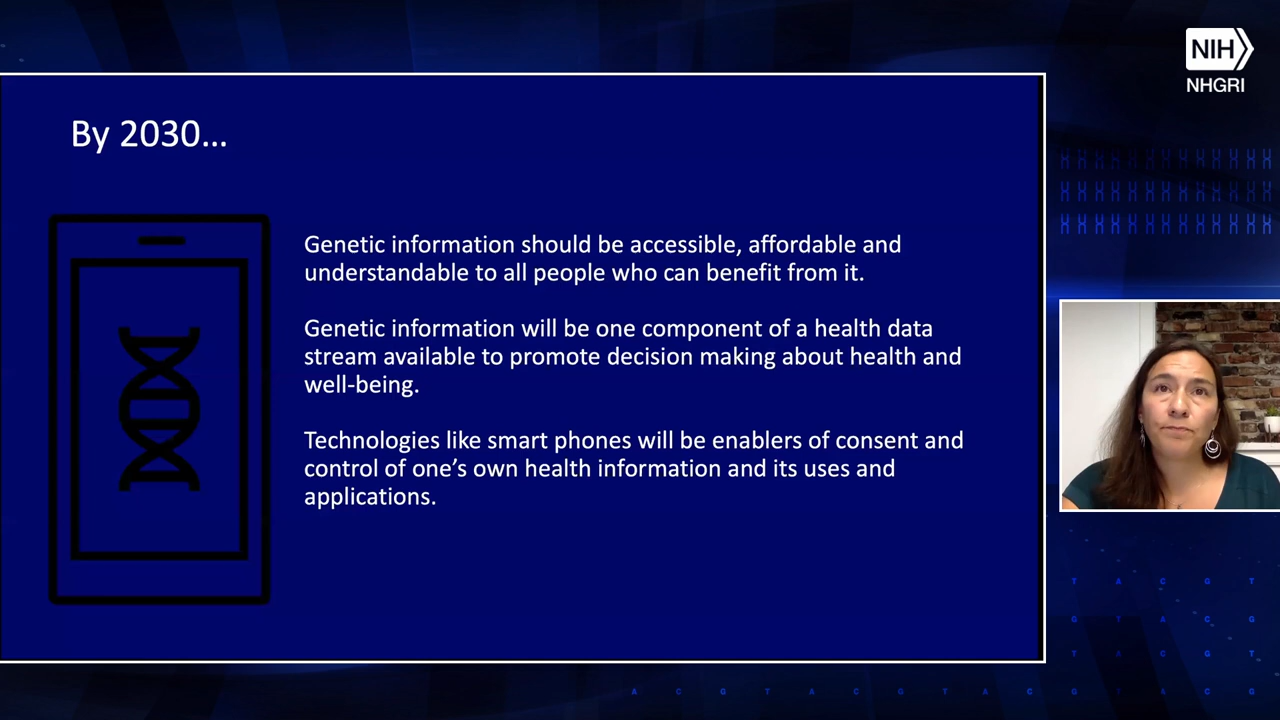 NIH
NHGRI
By 2030...
Genetic information should be accessible, affordable and
understandable to all people who can benefit from it.
Genetic information will be one component of a health data
stream available to promote decision making about health and
well-being.
Technologies like smart phones will be enablers of consent and
control of one's own health information and its uses and
applications.
T A C G T
G T A C G
T A C G T
A C G T A C G T A C G T A C G